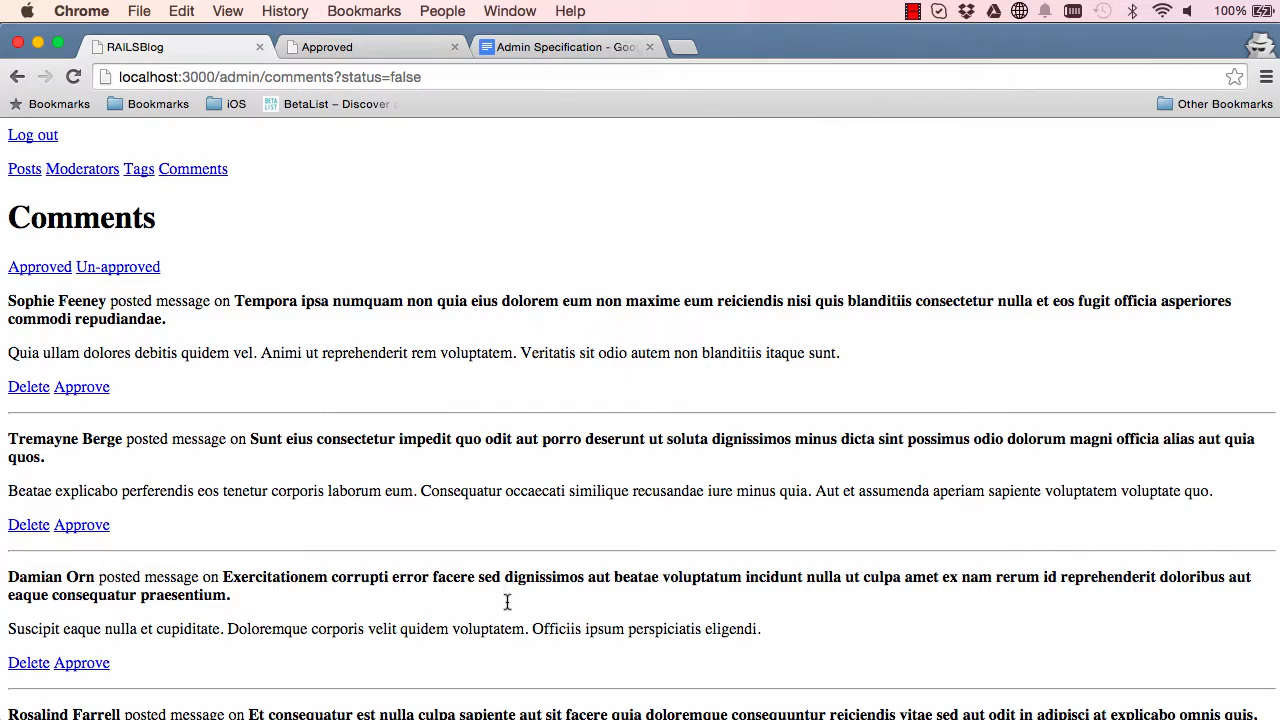 Chrome File Edit View History Bookmarks People Window Help 100%
RAILSBlog Approved Admin Specification - Goo
localhost:3000/admin/comments?status=false
Bookmarks Bookmarks iOS BETA LIST BetaList – Discover Other Bookmarks
Log out
Posts Moderators Tags Comments
Comments
Approved Un-approved
Sophie Feeney posted message on Tempora ipsa numquam non quia eius dolorem eum non maxime eum reiciendis nisi quis blanditiis consectetur nulla et eos fugit officia asperiores
commodi repudiandae.
Quia ullam dolores debitis quidem vel. Animi ut reprehenderit rem voluptatem. Veritatis sit odio autem non blanditiis itaque sunt.
Delete Approve
Tremayne Berge posted message on Sunt eius consectetur impedit quo odit aut porro deserunt ut soluta dignissimos minus dicta sint possimus odio dolorum magni officia alias aut quia
quos.
Beatae explicabo perferendis eos tenetur corporis laborum eum. Consequatur occaecati similique recusandae iure minus quia. Aut et assumenda aperiam sapiente voluptatem voluptate quo.
Delete Approve
Damian Orn posted message on Exercitationem corrupti error facere sed dignissimos aut beatae voluptatum incidunt nulla ut culpa amet ex nam rerum id reprehenderit doloribus aut
eaque consequatur praesentium.
Suscipit eaque nulla et cupiditate. Doloremque corporis velit quidem voluptatem. Officiis ipsum perspiciatis eligendi.
Delete Approve
Rosalind Farrell posted message on Et consequatur est nulla culpa sapiente aut sit facere quia doloremque consequuntur reiciendis vitae sed aut odit in adipisci at explicabo omnis quis.